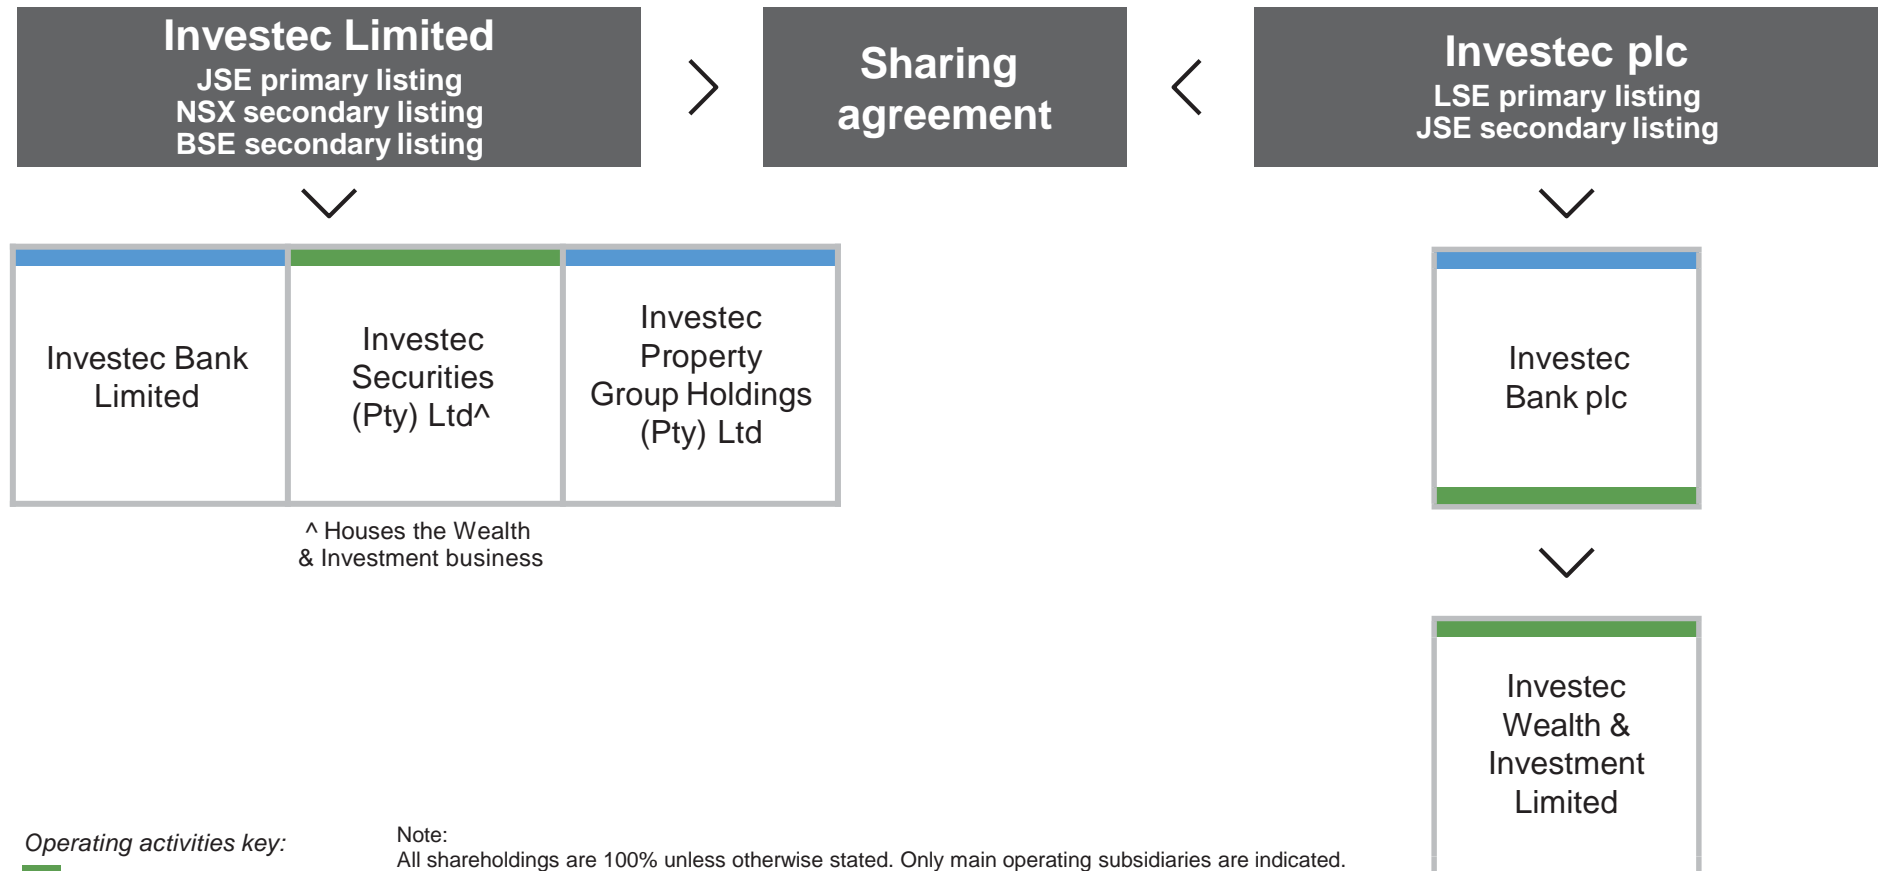 Investec Limited
JSE primary listing
NSX secondary listing
BSE secondary listing
Sharing
agreement
Investec plc
LSE primary listing
JSE secondary listing
Investec Bank
Limited
Investec
Securities
(Pty) Ltd^
Investec
Property
Group Holdings
(Pty) Ltd
Investec
Bank plc
^ Houses the Wealth
& Investment business
Investec
Wealth &
Investment
Limited
Operating activities key:
Note:
All shareholdings are 100% unless otherwise stated. Only main operating subsidiaries are indicated.